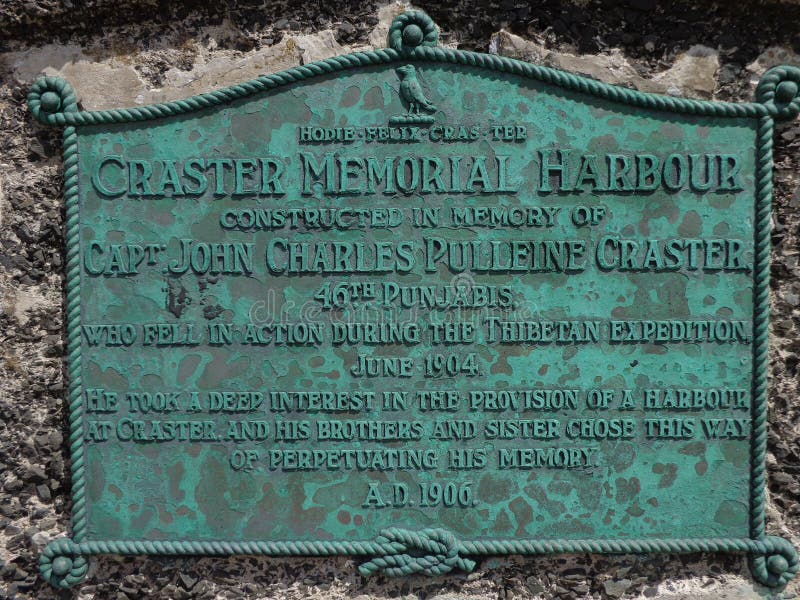 HODIE·FELIX·CRAS·TER
CRASTER MEMORIAL HARBOUR
CONSTRUCTED IN MEMORY OF
CAPT JOHN CHARLES PULLEINE CRASTER,
46TH PUNJABIS,
WHO FELL IN ACTION DURING THE THIBETAN EXPEDITION,
JUNE 1904.
HE TOOK A DEEP INTEREST IN THE PROVISION OF A HARBOUR
AT CRASTER, AND HIS BROTHERS AND SISTER CHOSE THIS WAY
OF PERPETUATING HIS MEMORY.
A.D. 1906.
dreamstime